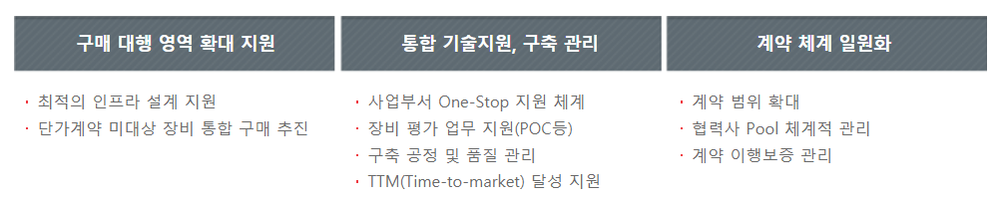 구매 대행 영역 확대 지원
· 최적의 인프라 설계 지원
· 단가계약 미대상 장비 통합 구매 추진
통합 기술지원, 구축 관리
· 사업부서 One-Stop 지원 체계
· 장비 평가 업무 지원(POC등)
· 구축 공정 및 품질 관리
· TTM(Time-to-market) 달성 지원
계약 체계 일원화
· 계약 범위 확대
· 협력사 Pool 체계적 관리
· 계약 이행보증 관리